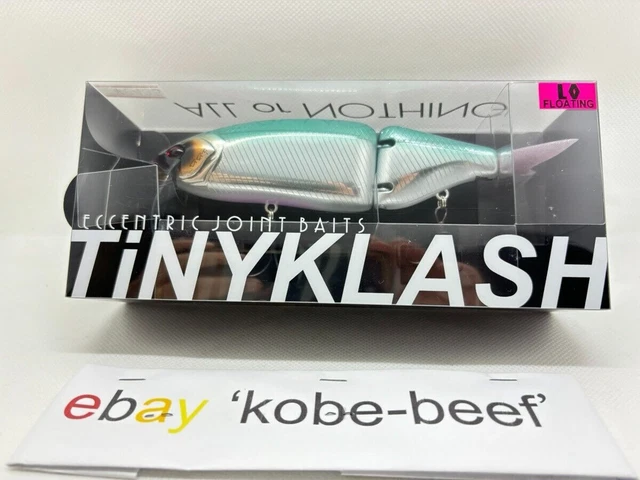 ALL or NOTHING
LO
FLOATING
ECCENTRIC JOINT BAITS
TiNYKLASH
ebay 'kobe-beef'